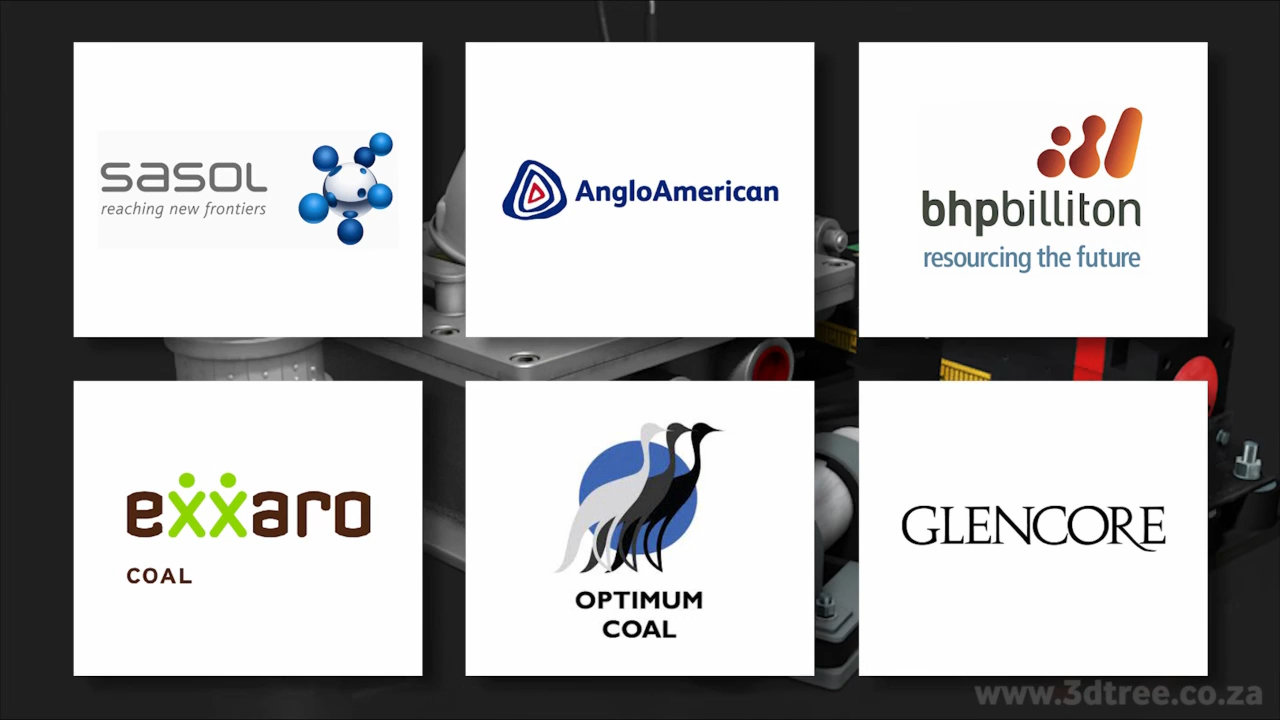 sasol
reaching new frontiers
AngloAmerican
bhpbilliton
resourcing the future
exxaro
COAL
OPTIMUM
COAL
GLENCORE
www.3dtree.co.za